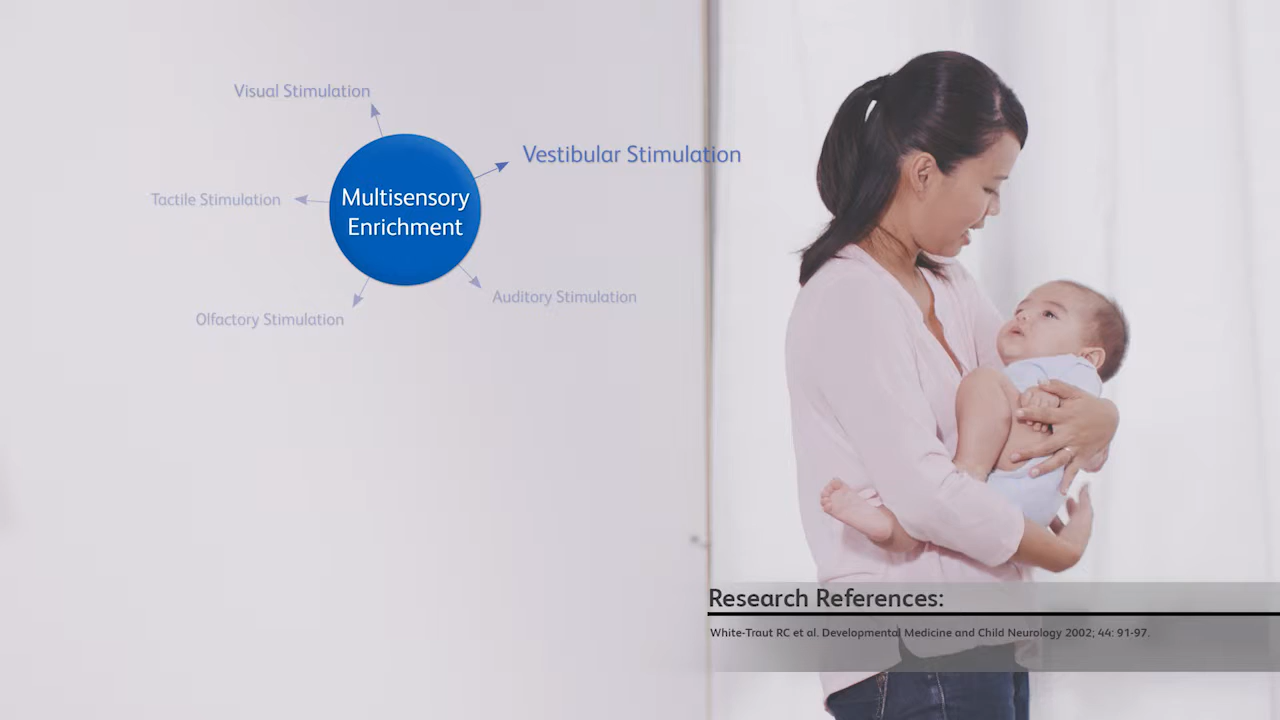 Visual Stimulation
Vestibular Stimulation
Tactile Stimulation
Multisensory
Enrichment
Auditory Stimulation
Olfactory Stimulation
Research References:
White-Traut RC et al. Developmental Medicine and Child Neurology 2002; 44: 91-97.